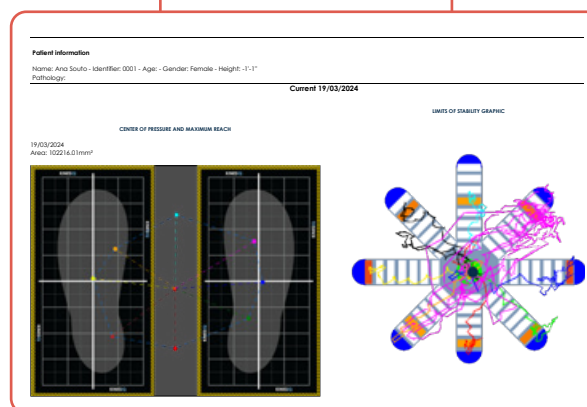 Patient information
Name: Ana Souto - Identifier: 0001 - Age: - Gender: Female - Height: -1'-1"
Pathology:
Current 19/03/2024
LIMITS OF STABILITY GRAPHIC
CENTER OF PRESSURE AND MAXIMUM REACH
19/03/2024
Area: 102216.01mm²